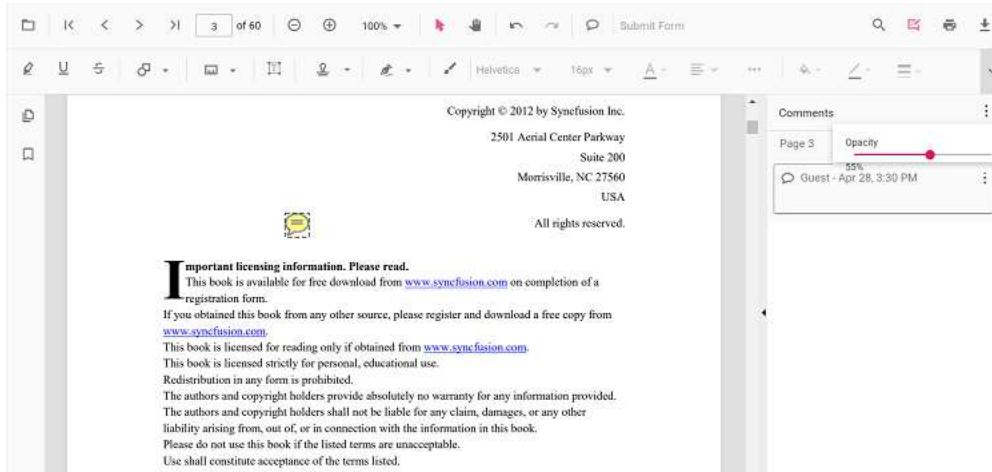 3 of 60 100% Submit Form
Helvetica 16px A
Copyright © 2012 by Syncfusion Inc.
2501 Aerial Center Parkway
Suite 200
Morrisville, NC 27560
USA
All rights reserved.
Important licensing information. Please read.
This book is available for free download from www.syncfusion.com on completion of a
registration form.
If you obtained this book from any other source, please register and download a free copy from
www.syncfusion.com.
This book is licensed for reading only if obtained from www.syncfusion.com.
This book is licensed strictly for personal, educational use.
Redistribution in any form is prohibited.
The authors and copyright holders provide absolutely no warranty for any information provided.
The authors and copyright holders shall not be liable for any claim, damages, or any other
liability arising from, out of, or in connection with the information in this book.
Please do not use this book if the listed terms are unacceptable.
Use shall constitute acceptance of the terms listed.
Comments
Page 3
Opacity
55%
Guest - Apr 28, 3:30 PM